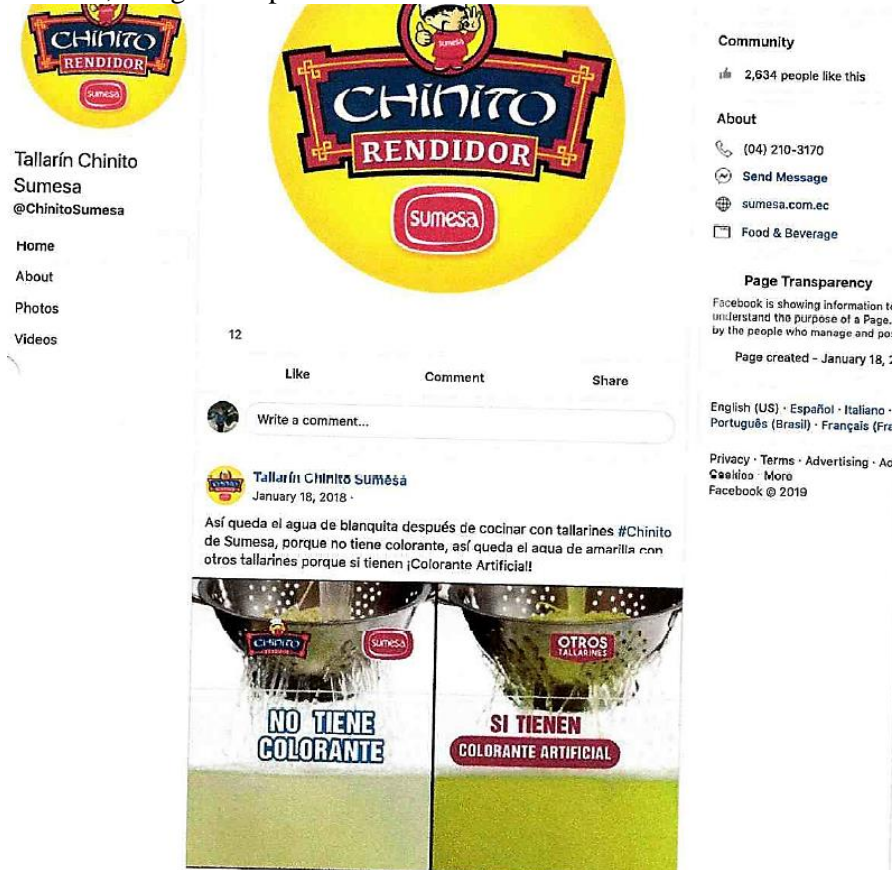 CHINITO
RENDIDOR
sumesa
Tallarín Chinito
Sumesa
@ChinitoSumesa
Home
About
Photos
Videos
sumesa
CHINITO
RENDIDOR
sumesa
12
Like Comment Share
Write a comment...
Tallarín Chinito Sumesa
January 18, 2018 ·
Así queda el agua de blanquita después de cocinar con tallarines #Chinito
de Sumesa, porque no tiene colorante, así queda el agua de amarilla con
otros tallarines porque si tienen ¡Colorante Artificial!
CHINITO
sumesa
NO TIENE
COLORANTE
OTROS
TALLARINES
SI TIENEN
COLORANTE ARTIFICIAL
Community
2,634 people like this
About
(04) 210-3170
Send Message
sumesa.com.ec
Food & Beverage
Page Transparency
Facebook is showing information
understand the purpose of a Page.
by the people who manage and
Page created - January 18,
English (US) · Español · Italiano ·
Português (Brasil) · Français
Privacy · Terms · Advertising ·
Cookies · More
Facebook © 2019